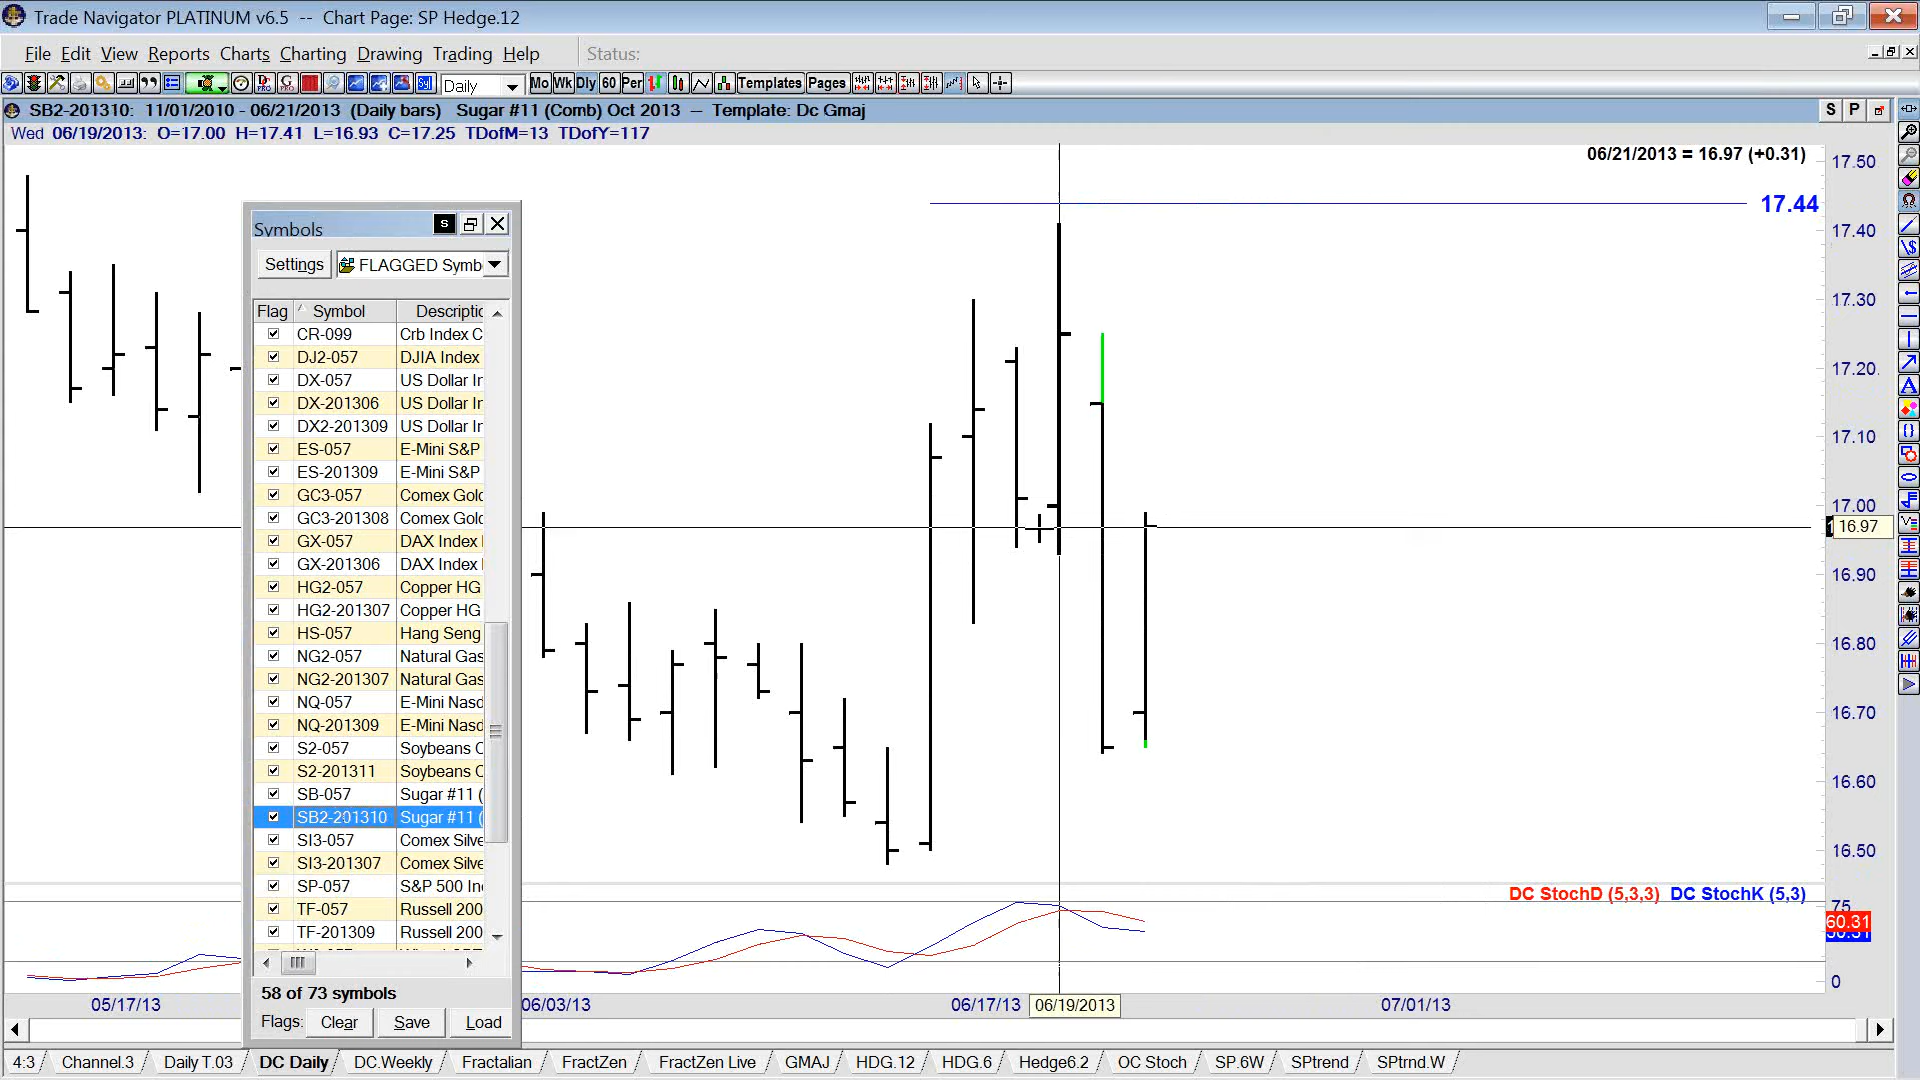 Trade Navigator PLATINUM v6.5 -- Chart Page: SP Hedge.12
File Edit View Reports Charts Charting Drawing Trading Help Status:
Daily Mo Wk Dly 60 Per Templates Pages
SB2-201310: 11/01/2010 - 06/21/2013 (Daily bars) Sugar #11 (Comb) Oct 2013 -- Template: Dc Gmaj S P
Wed 06/19/2013: O=17.00 H=17.41 L=16.93 C=17.25 TDofM=13 TDofY=117
06/21/2013 = 16.97 (+0.31)
17.50
17.44
17.40
17.30
17.20
17.10
17.00
16.97
16.90
16.80
16.70
16.60
16.50
Symbols S
Settings FLAGGED Symb
Flag Symbol Descriptic
CR-099 Crb Index C
DJ2-057 DJIA Index
DX-057 US Dollar In
DX-201306 US Dollar In
DX2-201309 US Dollar In
ES-057 E-Mini S&P
ES-201309 E-Mini S&P
GC3-057 Comex Gold
GC3-201308 Comex Gold
GX-057 DAX Index
GX-201306 DAX Index
HG2-057 Copper HG
HG2-201307 Copper HG
HS-057 Hang Seng
NG2-057 Natural Gas
NG2-201307 Natural Gas
NQ-057 E-Mini Nasd
NQ-201309 E-Mini Nasd
S2-057 Soybeans C
S2-201311 Soybeans C
SB-057 Sugar #11 (
SB2-201310 Sugar #11 (
SI3-057 Comex Silve
SI3-201307 Comex Silve
SP-057 S&P 500 In
TF-057 Russell 200
TF-201309 Russell 200
58 of 73 symbols
Flags: Clear Save Load
DC StochD (5,3,3) DC StochK (5,3)
75
60.31
0
05/17/13 06/03/13 06/17/13 06/19/2013 07/01/13
4:3 Channel.3 Daily T.03 DC Daily DC.Weekly Fractalian FractZen FractZen Live GMAJ HDG.12 HDG.6 Hedge6.2 OC Stoch SP.6W SPtrend SPtrnd.W